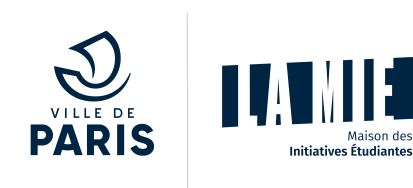 VILLE DE
PARIS
LA MIE
Maison des
Initiatives Étudiantes